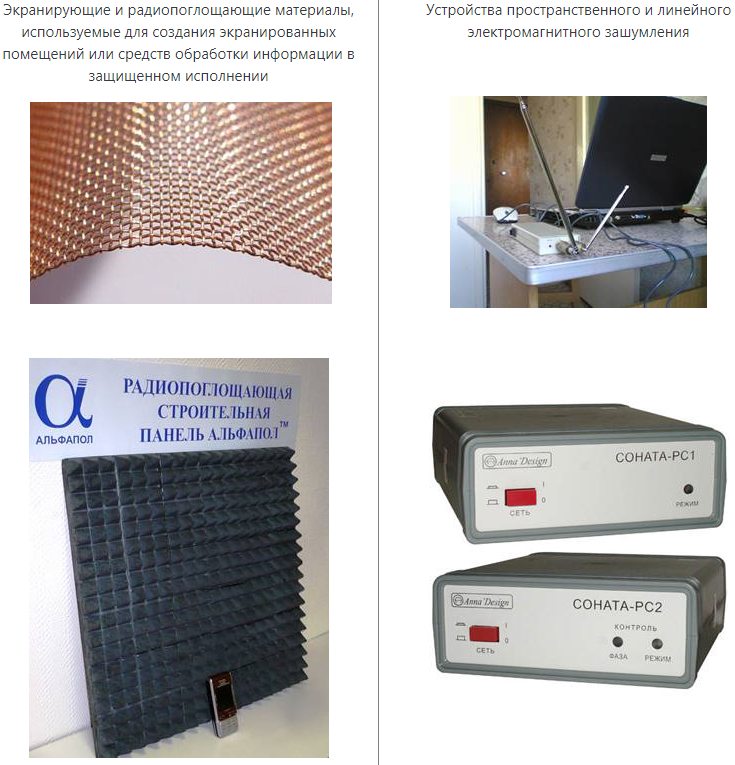 Экранирующие и радиопоглощающие материалы,
используемые для создания экранированных
помещений или средств обработки информации в
защищенном исполнении
Устройства пространственного и линейного
электромагнитного зашумления
АЛЬФАПОЛ
РАДИОПОГЛОЩАЮЩАЯ
СТРОИТЕЛЬНАЯ
ПАНЕЛЬ АЛЬФАПОЛ™
Anna'Design
СОНАТА-РС1
I
0
СЕТЬ
РЕЖИМ
Anna'Design
СОНАТА-РС2
КОНТРОЛЬ
I
0
СЕТЬ
ФАЗА
РЕЖИМ